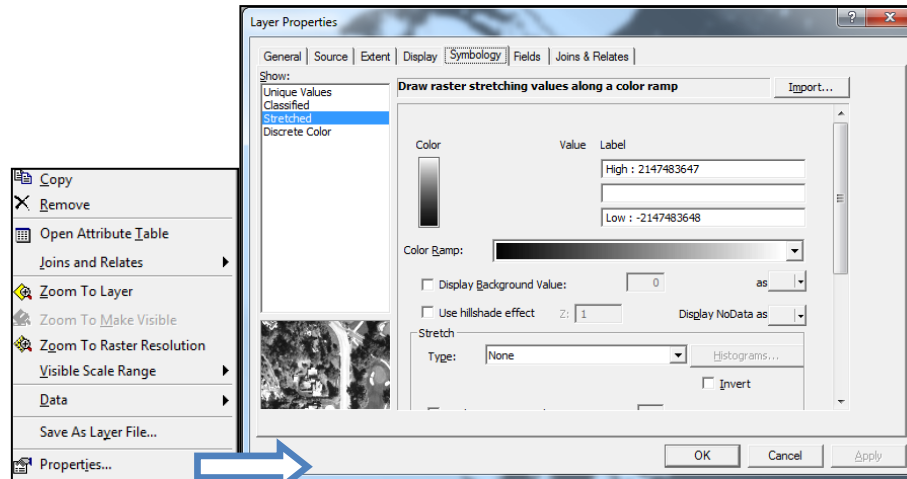 Layer Properties
General Source Extent Display Symbology Fields Joins & Relates
Show:
Unique Values
Classified
Stretched
Discrete Color
Draw raster stretching values along a color ramp
Import...
Color Value Label
High : 2147483647
Low : -2147483648
Color Ramp:
Display Background Value: 0 as
Use hillshade effect Z: 1 Display NoData as
Stretch
Type: None Histograms...
Invert
OK Cancel Apply
Copy
Remove
Open Attribute Table
Joins and Relates
Zoom To Layer
Zoom To Make Visible
Zoom To Raster Resolution
Visible Scale Range
Data
Save As Layer File...
Properties...